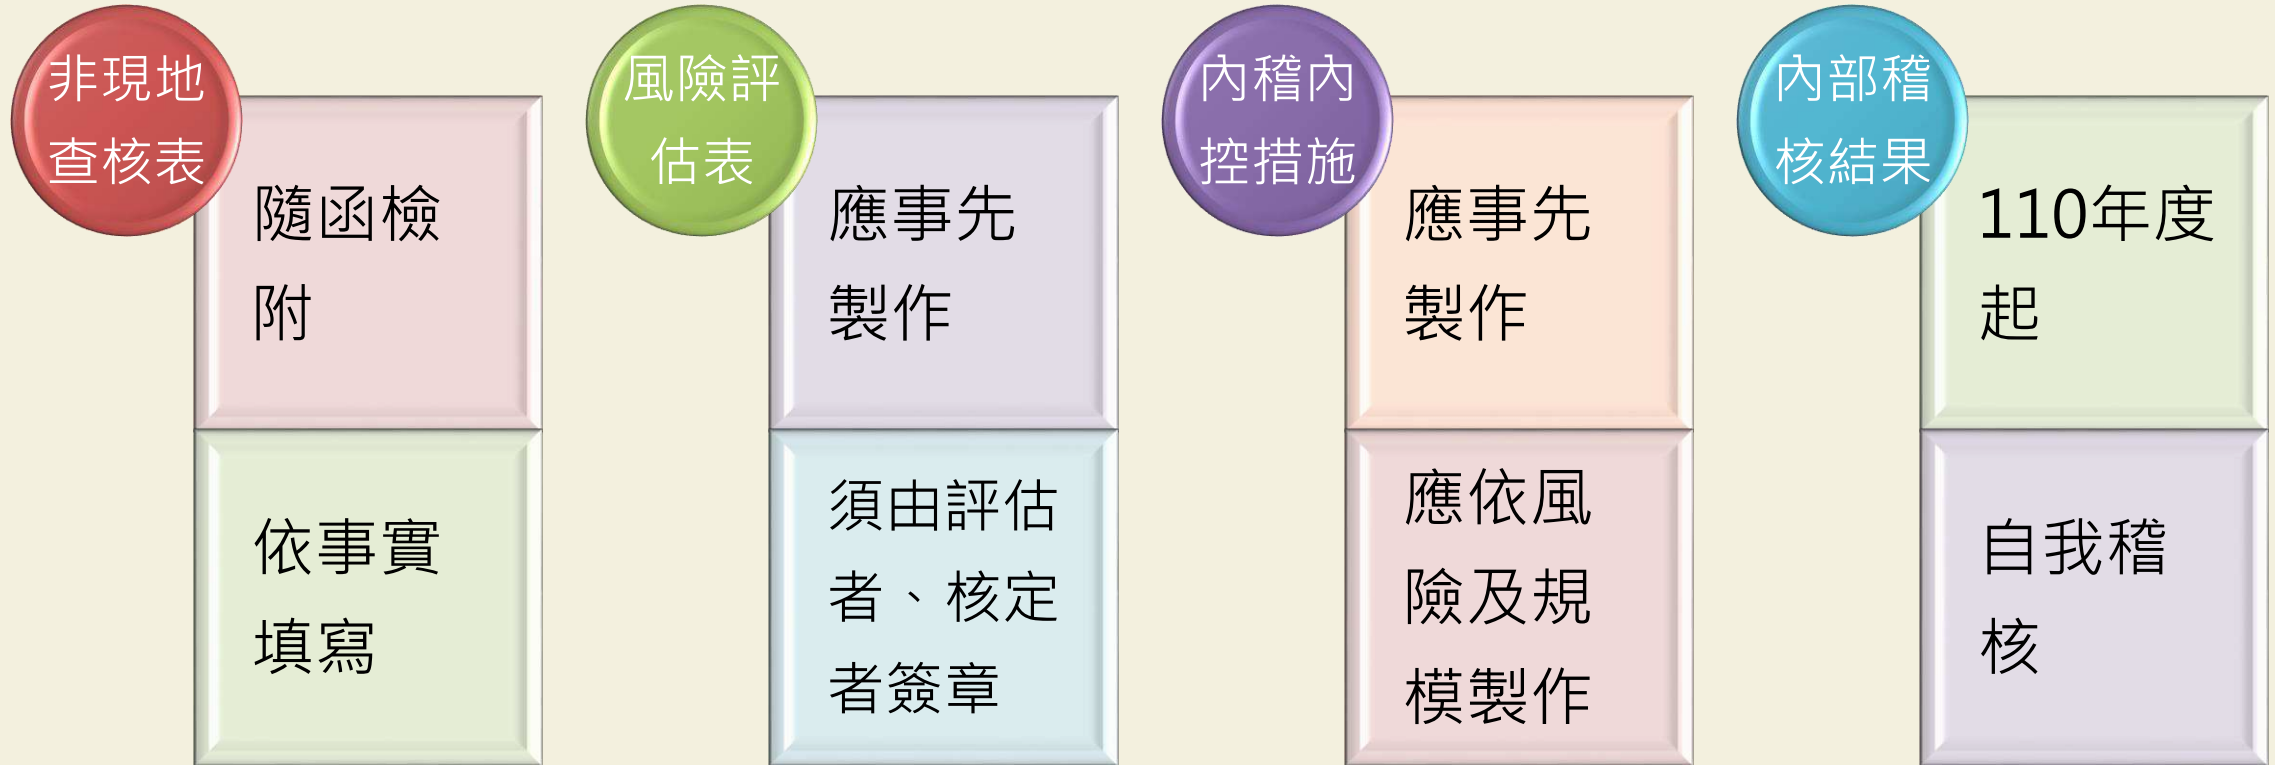 非現地
查核表
隨函檢
附
依事實
填寫
風險評
估表
應事先
製作
須由評估
者、核定
者簽章
內稽內
控措施
應事先
製作
應依風
險及規
模製作
內部稽
核結果
110年度
起
自我稽
核